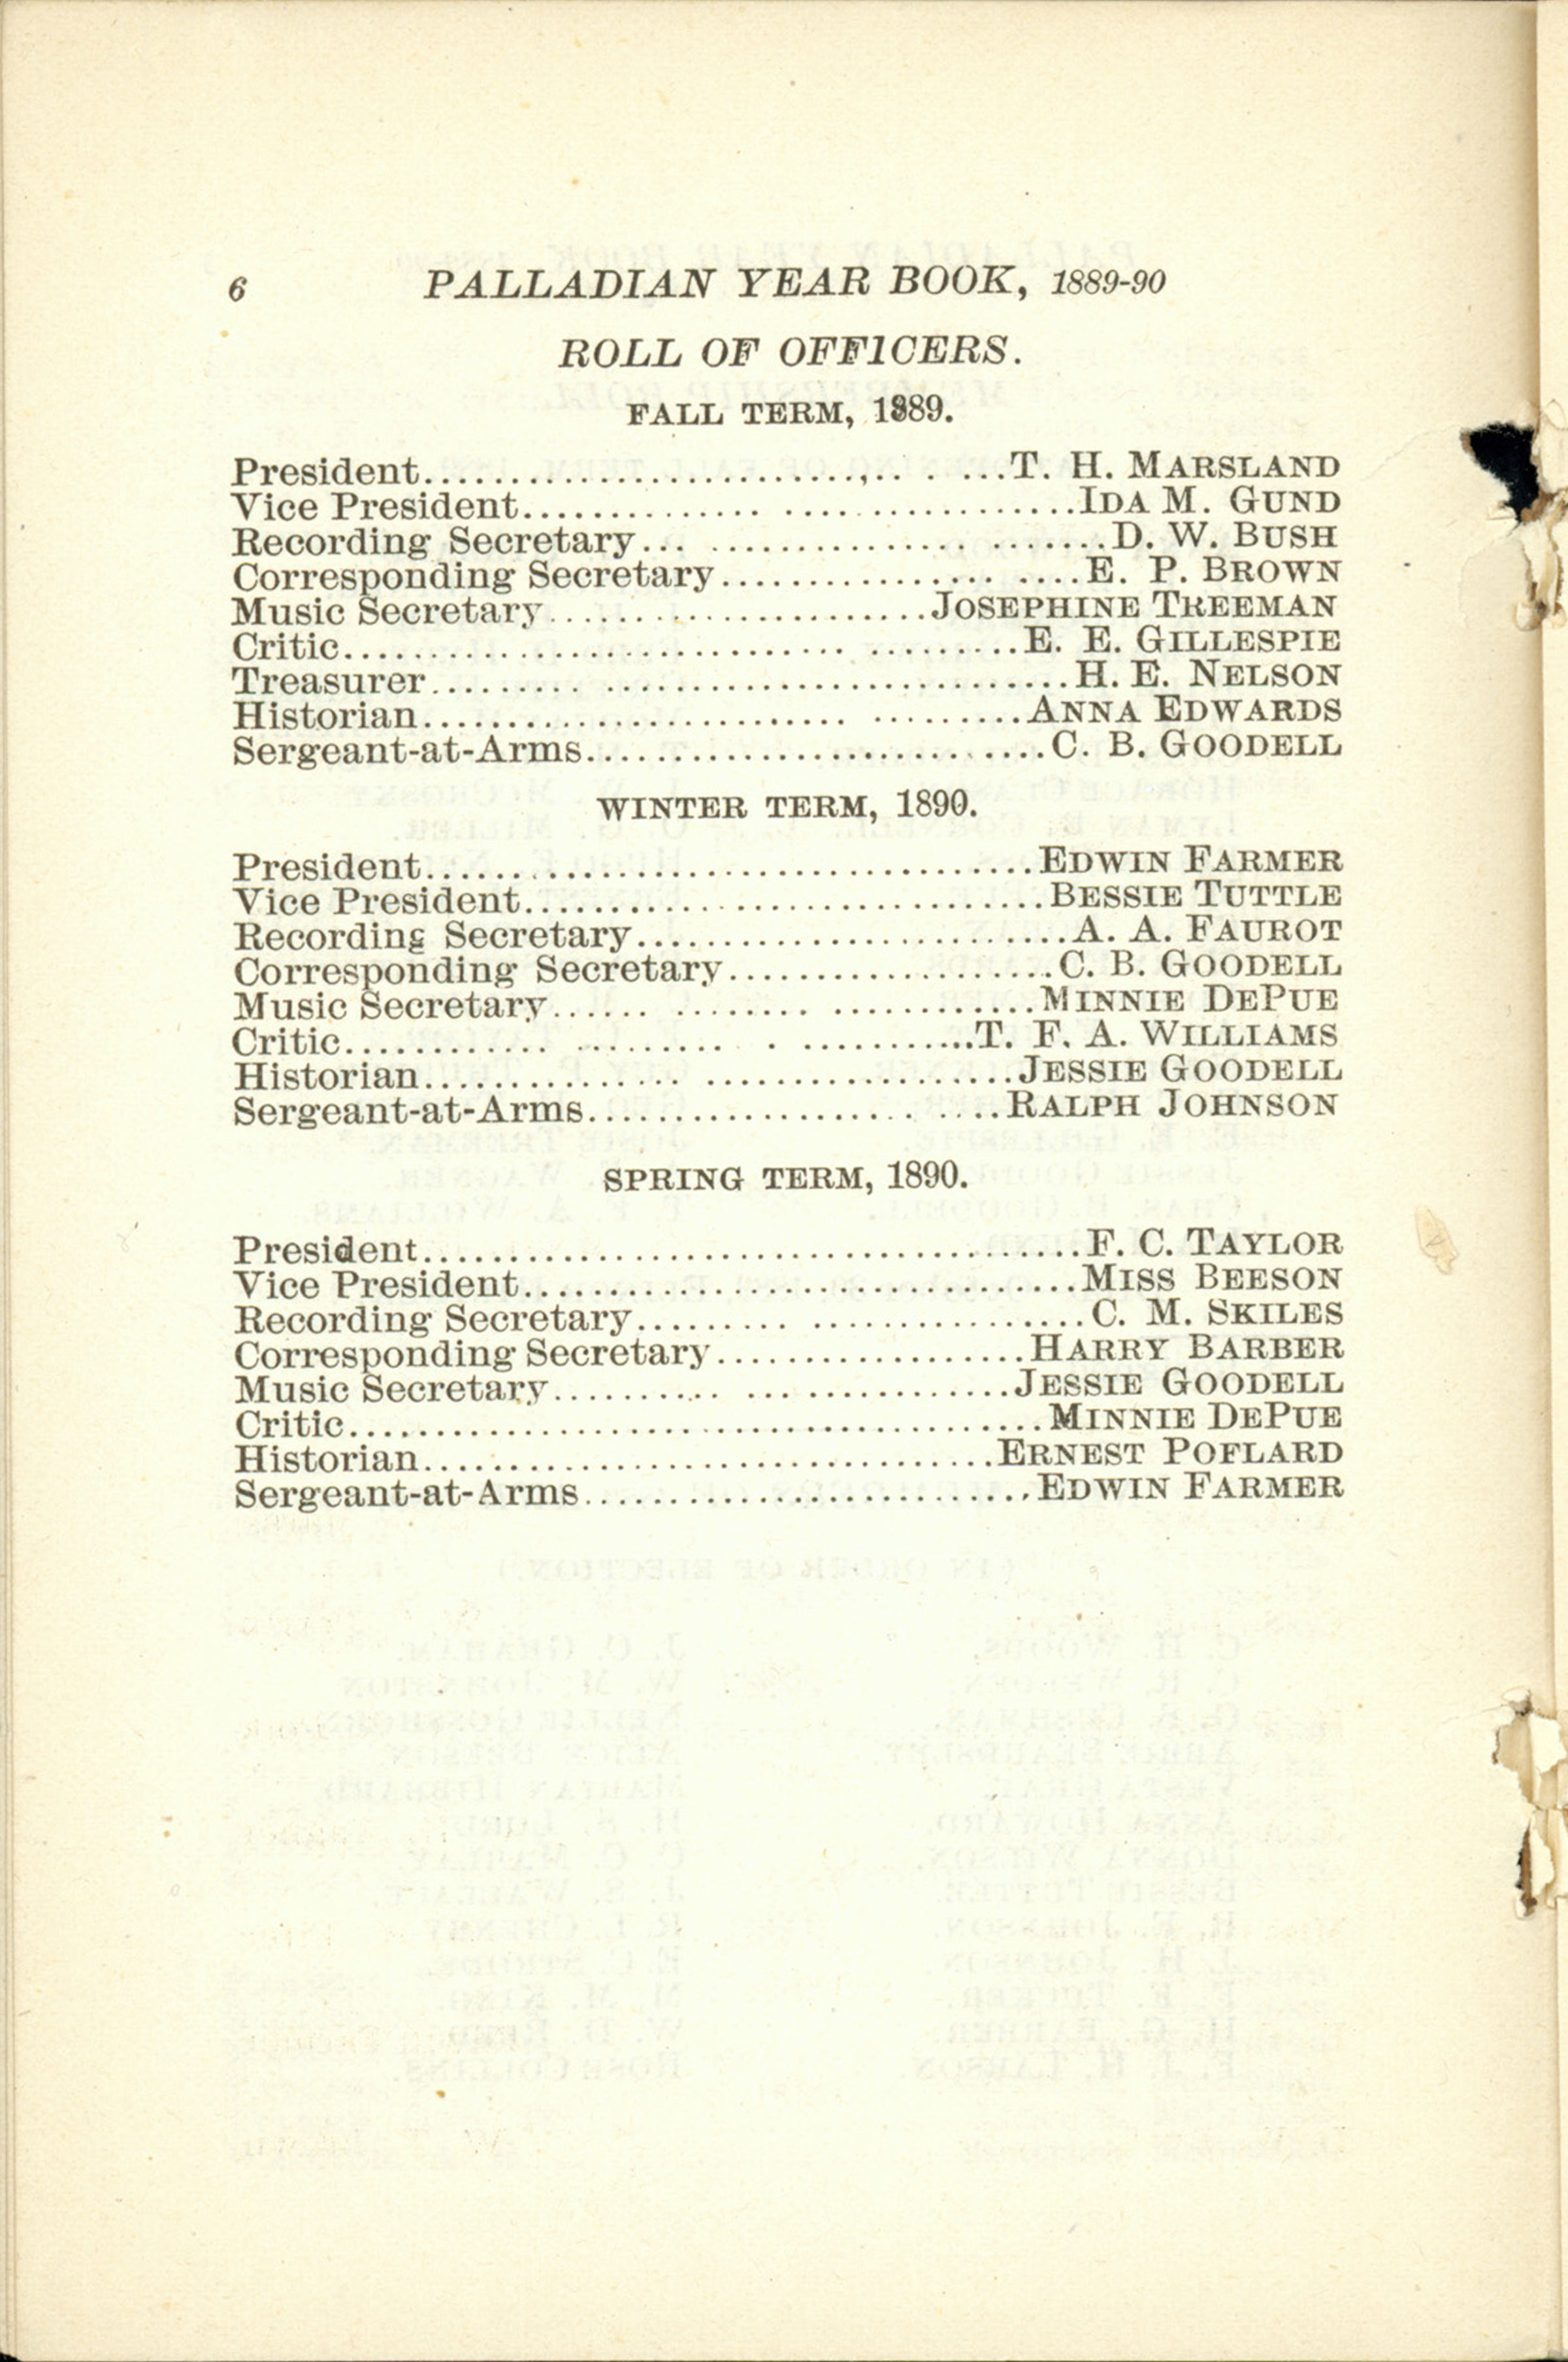 6 PALLADIAN YEAR BOOK, 1889-90
ROLL OF OFFICERS.
FALL TERM, 1889.
President..............................,.. . ...T. H. MARSLAND
Vice President.............. .....................IDA M. GUND
Recording Secretary... ............... ........D. W. BUSH
Corresponding Secretary................ ....E. P. BROWN
Music Secretary...........................JOSEPHINE TREEMAN
Critic............................. .........E. E. GILLESPIE
Treasurer......... ...........................H. E. NELSON
Historian......................... .........ANNA EDWARDS
Sergeant-at-Arms...........................C. B. GOODELL
WINTER TERM, 1890.
President...................................EDWIN FARMER
Vice President..............................BESSIE TUTTLE
Recording Secretary.........................A. A. FAUROT
Corresponding Secretary...................C. B. GOODELL
Music Secretary...... ........ ............MINNIE DEPUE
Critic............ ......... . ..........T. F. A. WILLIAMS
Historian............... ..................JESSIE GOODELL
Sergeant-at-Arms................... ....RALPH JOHNSON
SPRING TERM, 1890.
President......................................F. C. TAYLOR
Vice President................................MISS BEESON
Recording Secretary......... ................C. M. SKILES
Corresponding Secretary..................HARRY BARBER
Music Secretary.......... ... ............JESSIE GOODELL
Critic........................................MINNIE DEPUE
Historian.................................ERNEST POFLARD
Sergeant-at-Arms..........................EDWIN FARMER